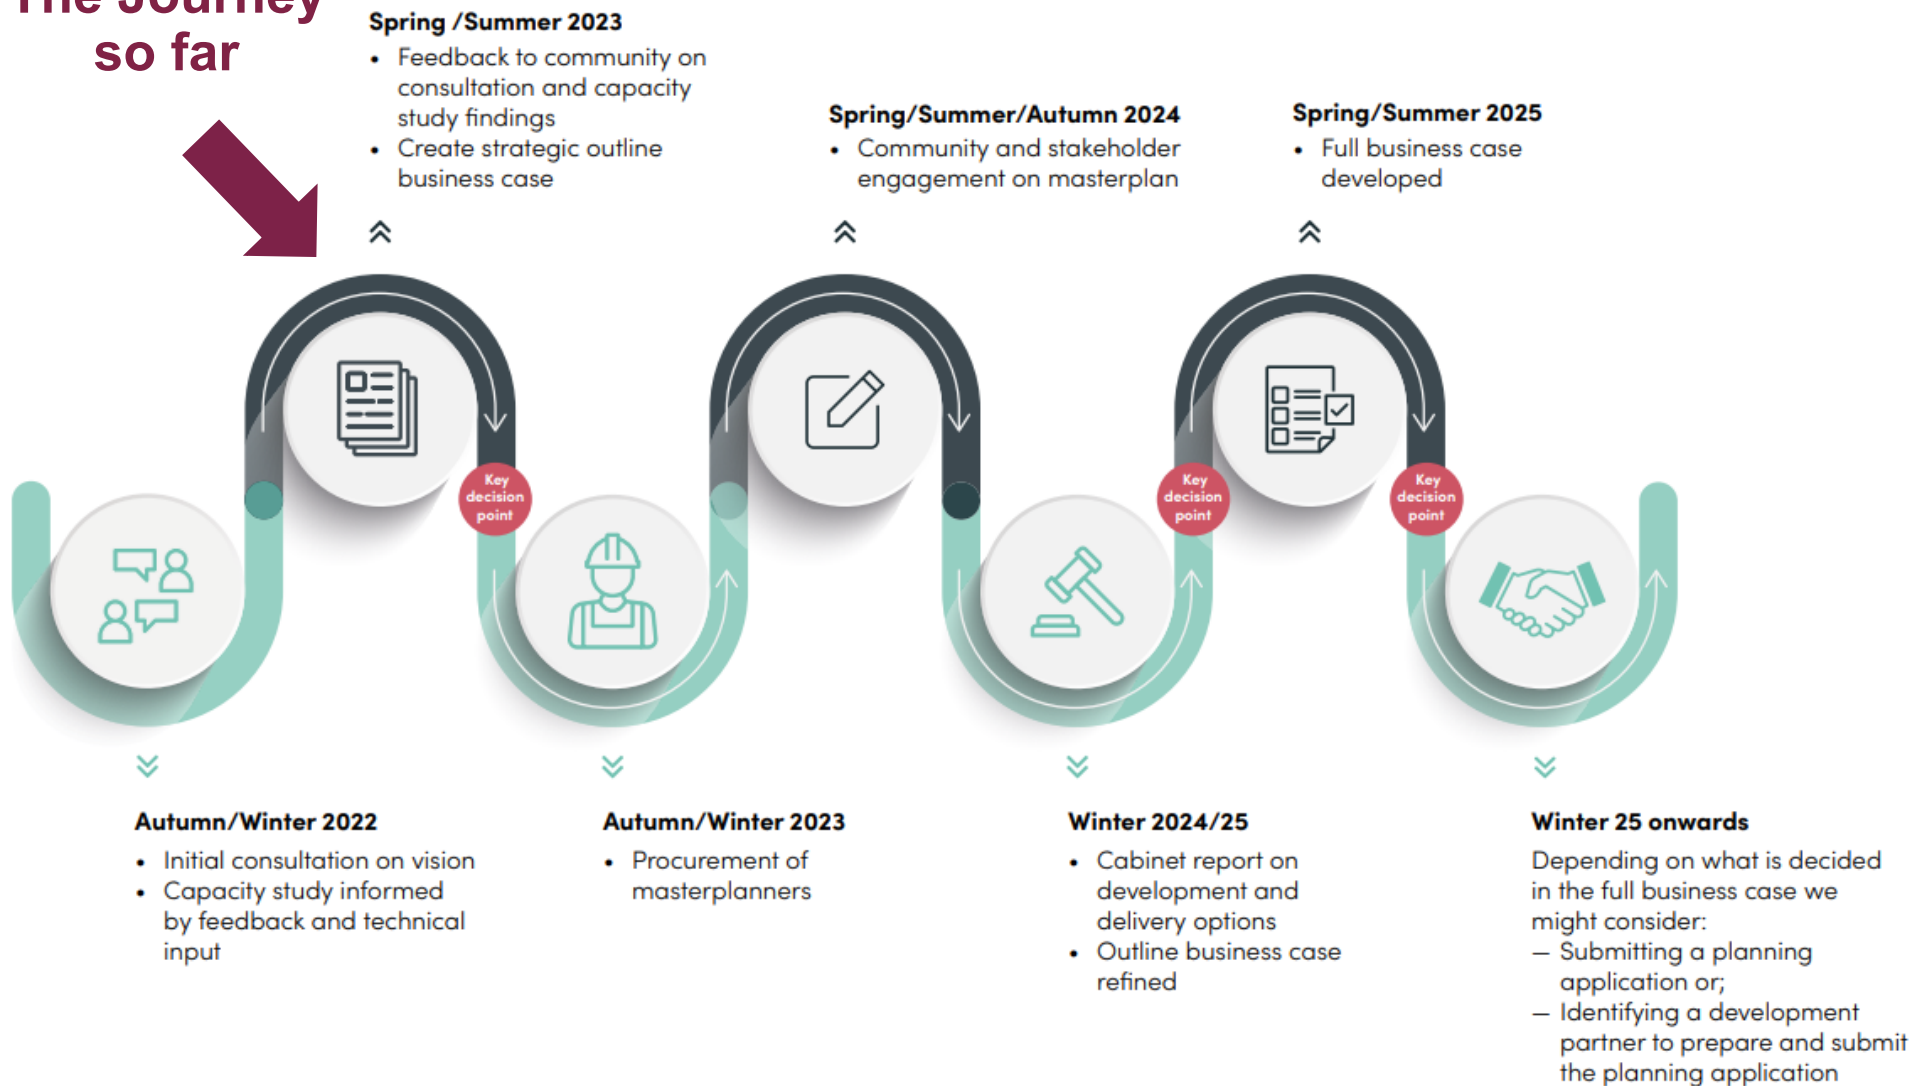 The Journey
so far
Spring /Summer 2023
• Feedback to community on
consultation and capacity
study findings
• Create strategic outline
business case
Spring/Summer/Autumn 2024
• Community and stakeholder
engagement on masterplan
Spring/Summer 2025
• Full business case
developed
Key
decision
point
Key
decision
point
Key
decision
point
Autumn/Winter 2022
• Initial consultation on vision
• Capacity study informed
by feedback and technical
input
Autumn/Winter 2023
• Procurement of
masterplanners
Winter 2024/25
• Cabinet report on
development and
delivery options
• Outline business case
refined
Winter 25 onwards
Depending on what is decided
in the full business case we
might consider:
— Submitting a planning
application or;
— Identifying a development
partner to prepare and submit
the planning application